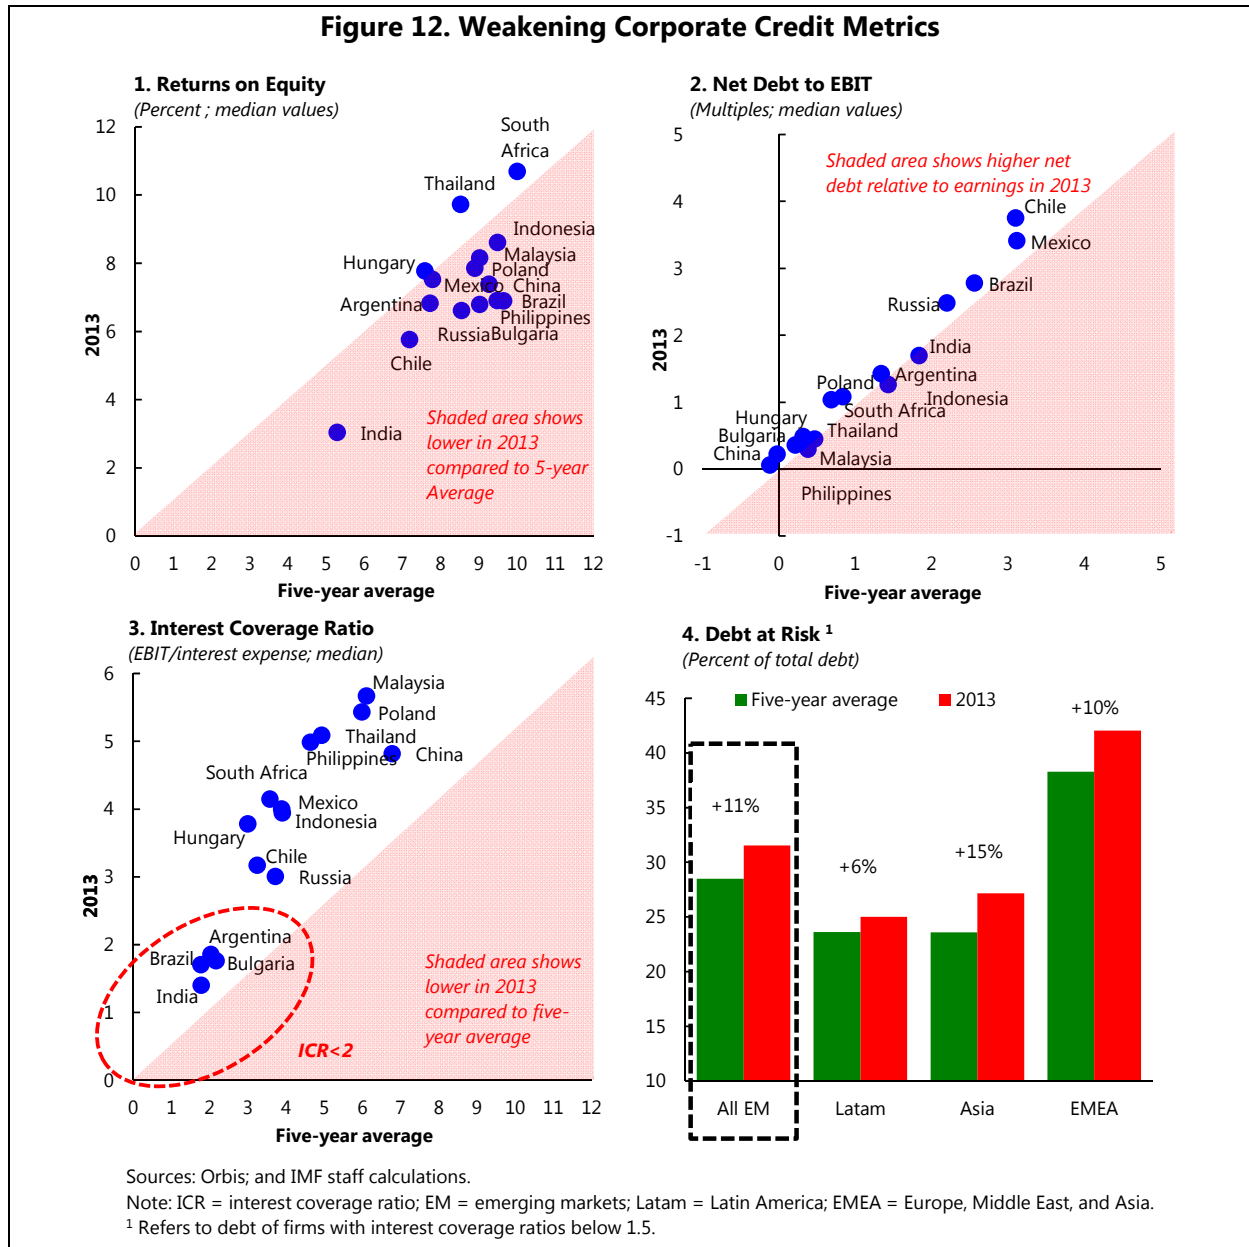 Figure 12. Weakening Corporate Credit Metrics
1. Returns on Equity
(Percent ; median values)
12
10
8
6
4
2
0
2013
South
Africa
Thailand
Indonesia
Hungary
Malaysia
Poland
Mexico
China
Argentina
Brazil
Philippines
Russia
Bulgaria
Chile
India
Shaded area shows
lower in 2013
compared to 5-year
Average
0 1 2 3 4 5 6 7 8 9 10 11 12
Five-year average
2. Net Debt to EBIT
(Multiples; median values)
5
4
3
2
1
0
-1
2013
Shaded area shows higher net
debt relative to earnings in 2013
Chile
Mexico
Brazil
Russia
India
Poland
Argentina
Indonesia
South Africa
Hungary
Thailand
Bulgaria
China
Malaysia
Philippines
-1 0 1 2 3 4 5
Five-year average
3. Interest Coverage Ratio
(EBIT/interest expense; median)
6
5
4
3
2
1
0
2013
Malaysia
Poland
Thailand
Philippines
China
South Africa
Mexico
Indonesia
Hungary
Chile
Russia
Argentina
Brazil
Bulgaria
India
ICR<2
Shaded area shows
lower in 2013
compared to five-
year average
0 1 2 3 4 5 6 7 8 9 10 11 12
Five-year average
4. Debt at Risk 1
(Percent of total debt)
45
40
35
30
25
20
15
10
Five-year average
2013
+11%
+6%
+15%
+10%
All EM
Latam
Asia
EMEA
Sources: Orbis; and IMF staff calculations.
Note: ICR = interest coverage ratio; EM = emerging markets; Latam = Latin America; EMEA = Europe, Middle East, and Asia.
1 Refers to debt of firms with interest coverage ratios below 1.5.